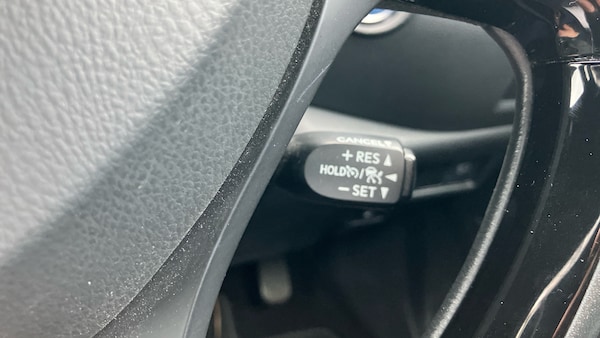 CANCEL▼
+ RES ▲
HOLD / ◄
− SET ▼